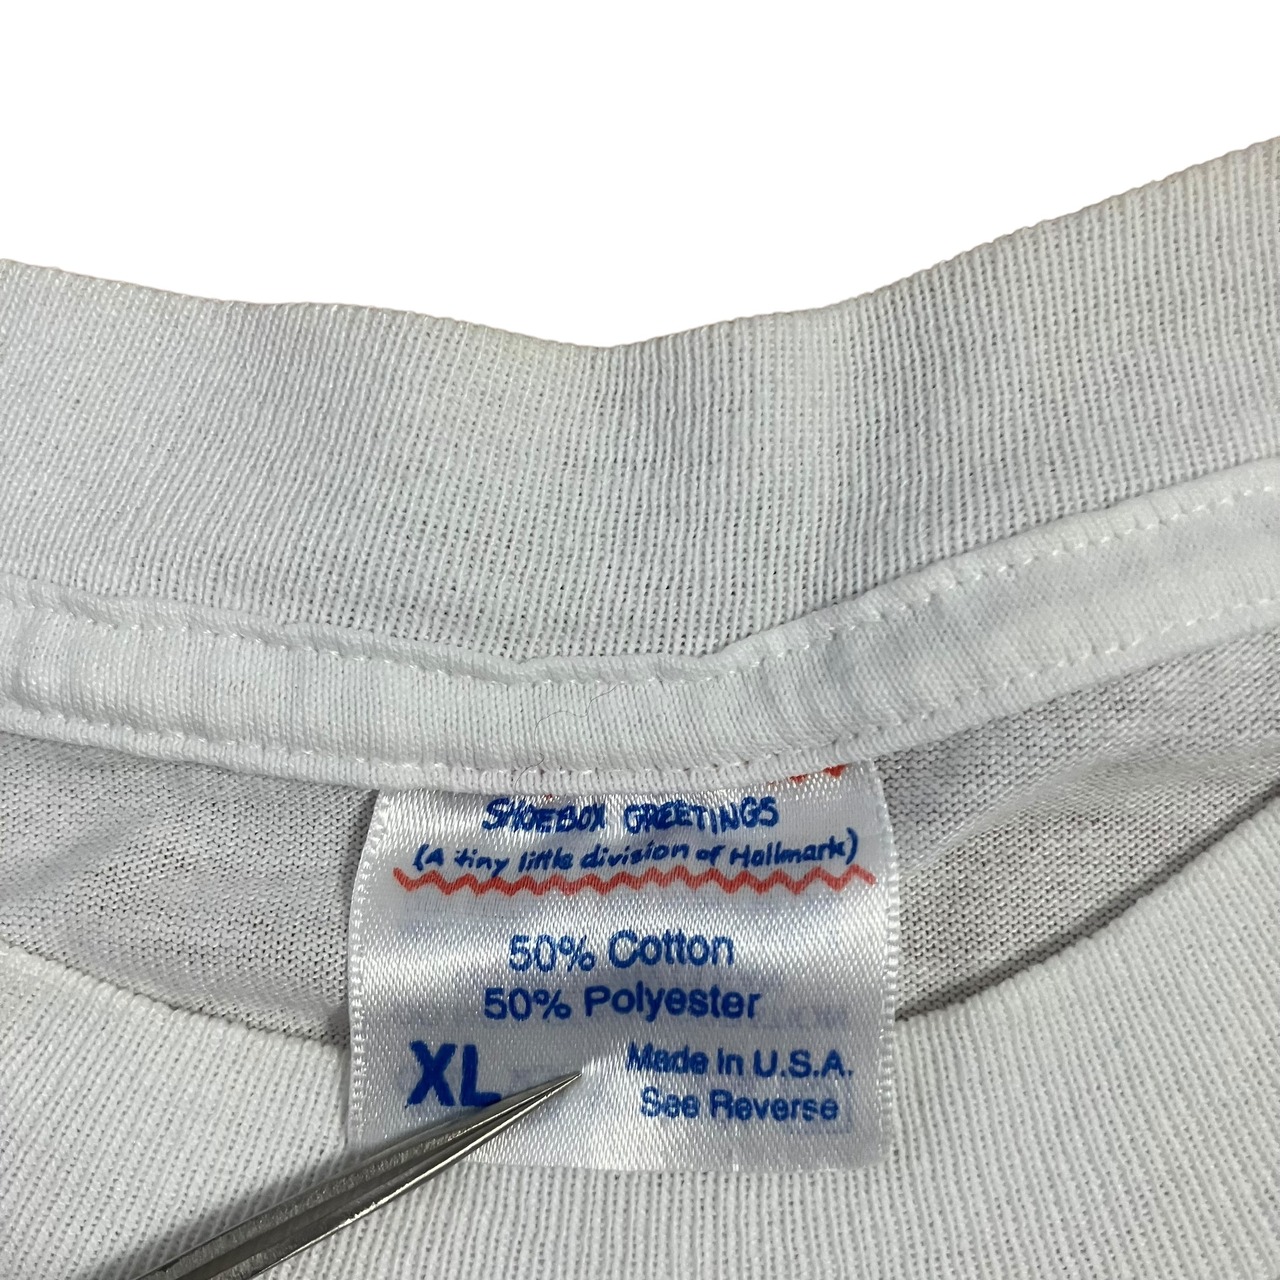 SHOEBOX GREETINGS
(A tiny little division of Hallmark)
50% Cotton
50% Polyester
XL
Made in U.S.A.
See Reverse